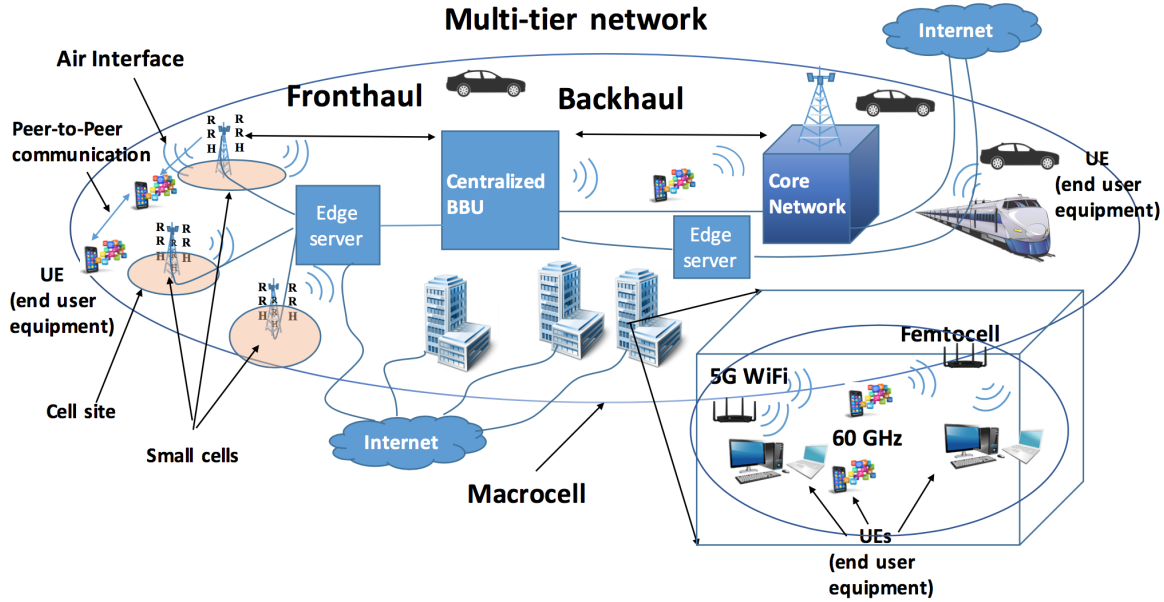 Multi-tier network
Internet
Air Interface
Fronthaul
Backhaul
Peer-to-Peer
communication
R
R
H
R
R
H
UE
(end user
equipment)
Centralized
BBU
Core
Network
Edge
server
R
R
H
R
R
H
Edge
server
UE
(end user
equipment)
R
R
H
R
R
H
Femtocell
5G WiFi
Cell site
Small cells
Internet
60 GHz
Macrocell
UEs
(end user
equipment)